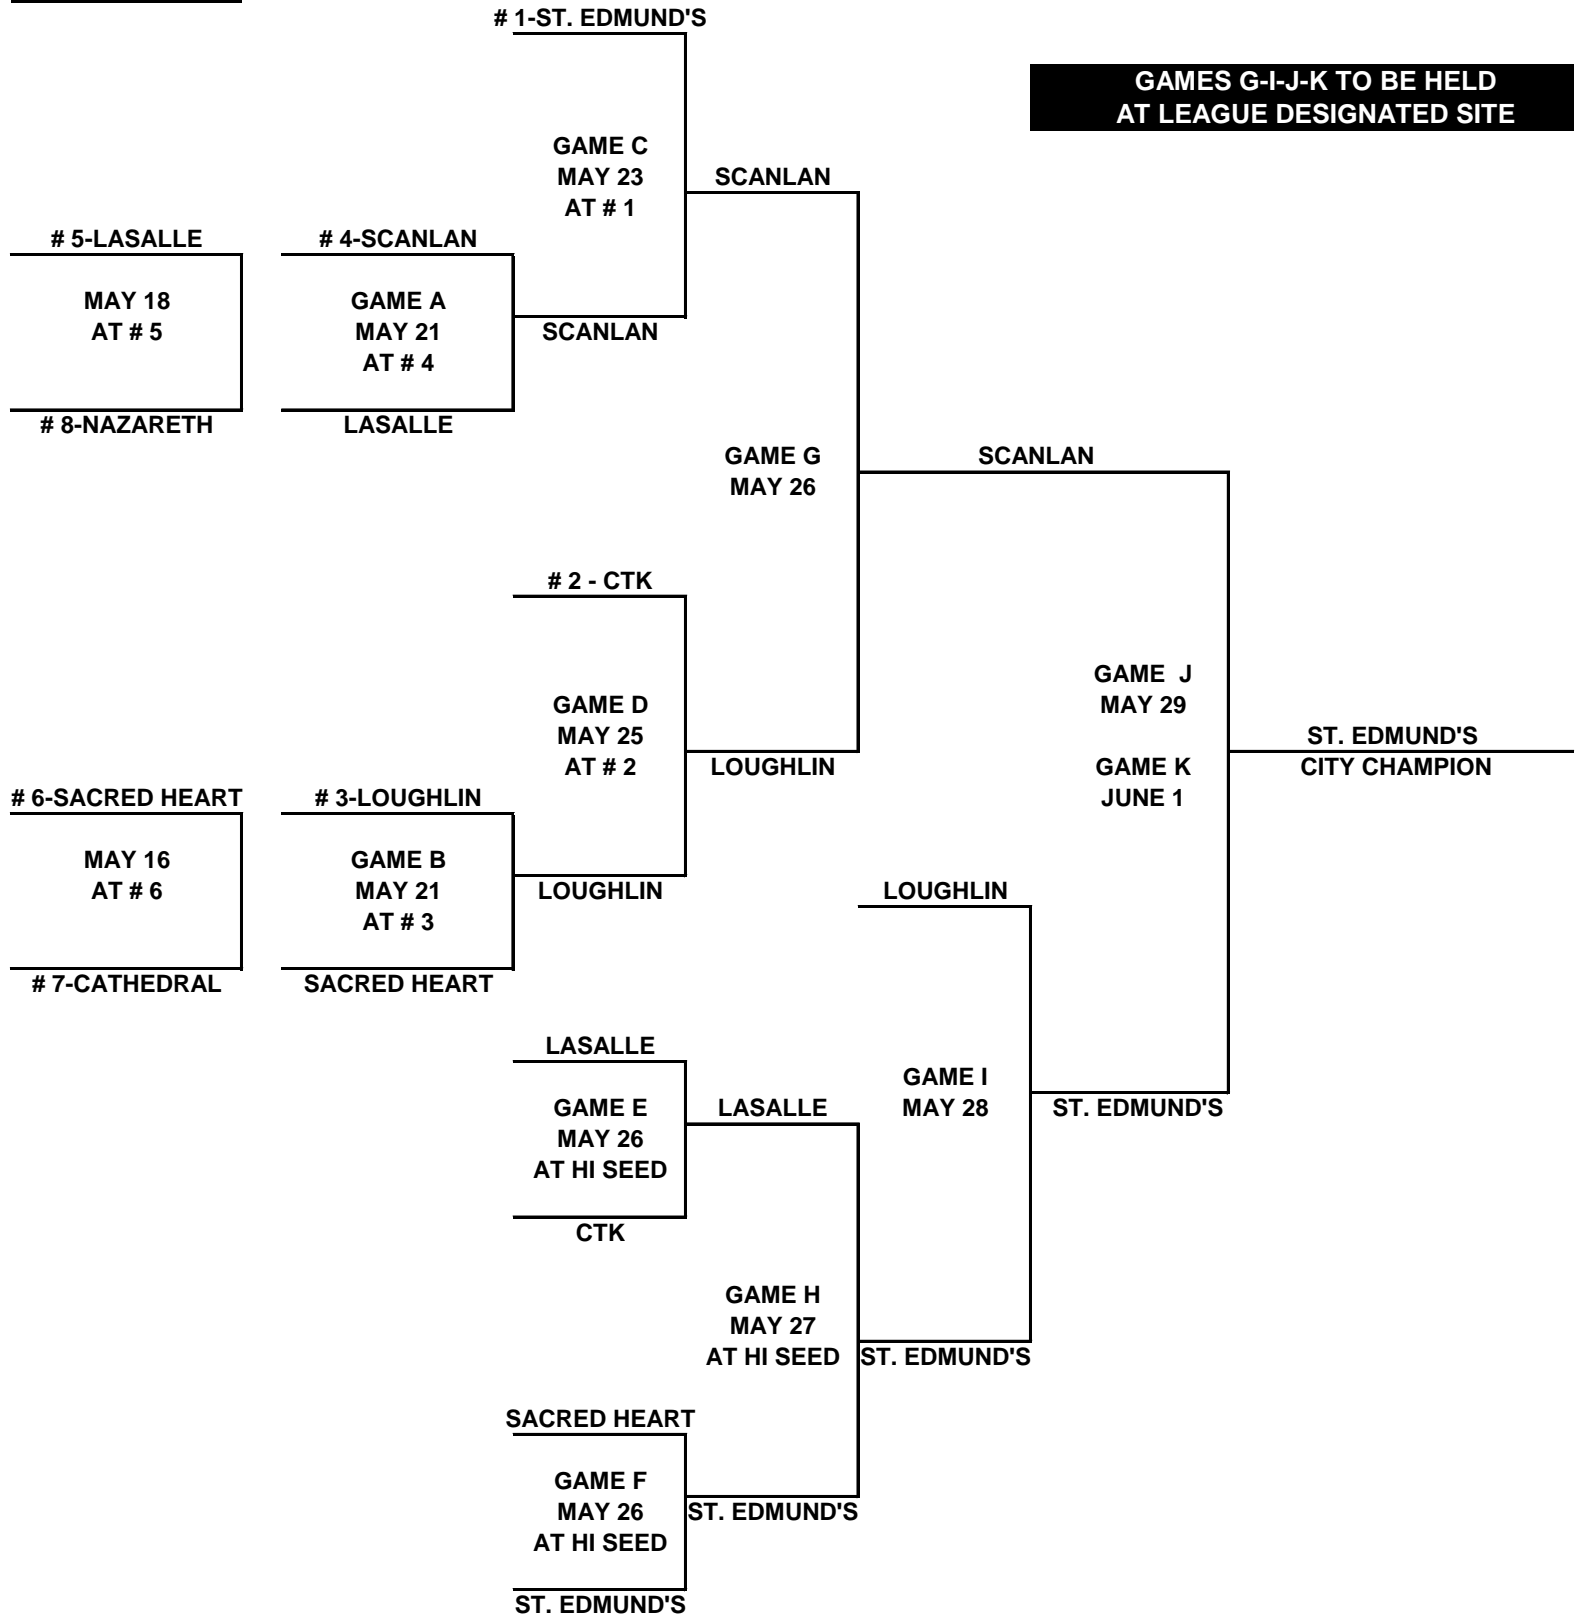 # 1-ST. EDMUND'S
GAMES G-I-J-K TO BE HELD
AT LEAGUE DESIGNATED SITE
GAME C
MAY 23
AT # 1
SCANLAN
# 5-LASALLE
# 4-SCANLAN
MAY 18
AT # 5
GAME A
MAY 21
AT # 4
SCANLAN
# 8-NAZARETH
LASALLE
GAME G
MAY 26
SCANLAN
# 2 - CTK
GAME D
MAY 25
AT # 2
LOUGHLIN
GAME J
MAY 29
GAME K
JUNE 1
ST. EDMUND'S
CITY CHAMPION
# 6-SACRED HEART
# 3-LOUGHLIN
MAY 16
AT # 6
GAME B
MAY 21
AT # 3
LOUGHLIN
LOUGHLIN
# 7-CATHEDRAL
SACRED HEART
LASALLE
GAME E
MAY 26
AT HI SEED
LASALLE
GAME I
MAY 28
ST. EDMUND'S
CTK
GAME H
MAY 27
AT HI SEED
ST. EDMUND'S
SACRED HEART
GAME F
MAY 26
AT HI SEED
ST. EDMUND'S
ST. EDMUND'S